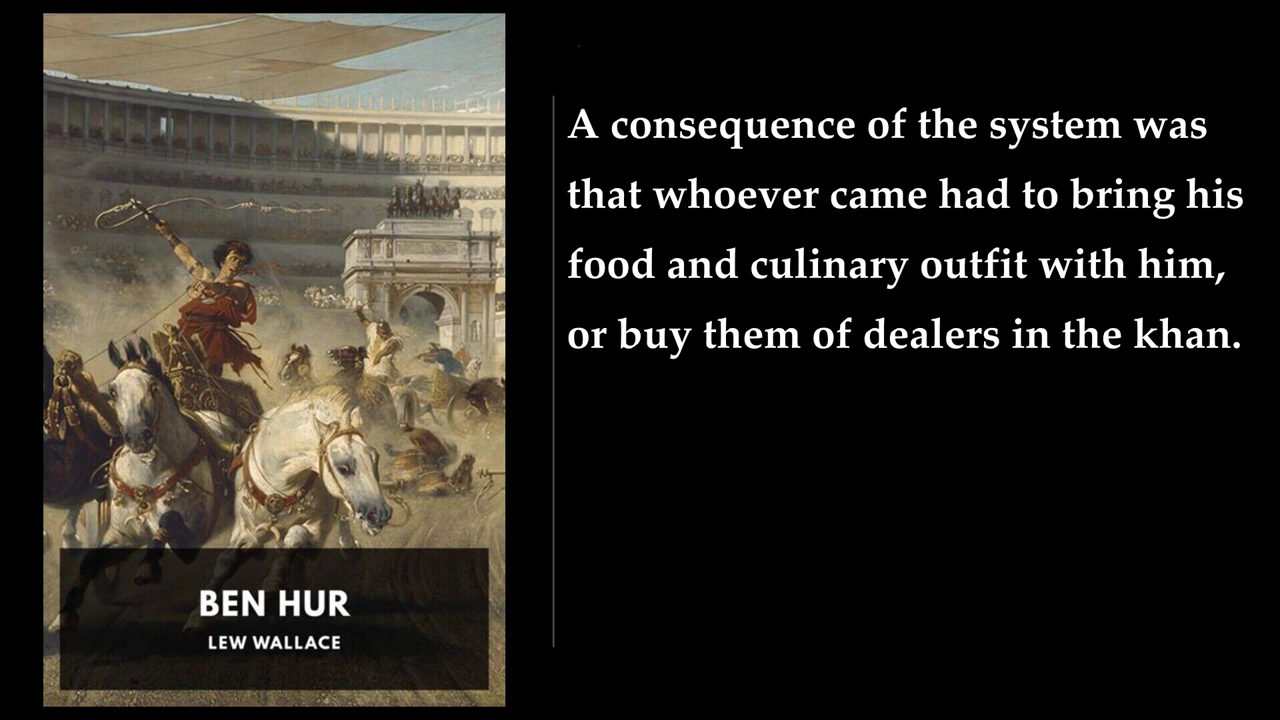 A consequence of the system was
that whoever came had to bring his
food and culinary outfit with him,
or buy them of dealers in the khan.
BEN HUR
LEW WALLACE